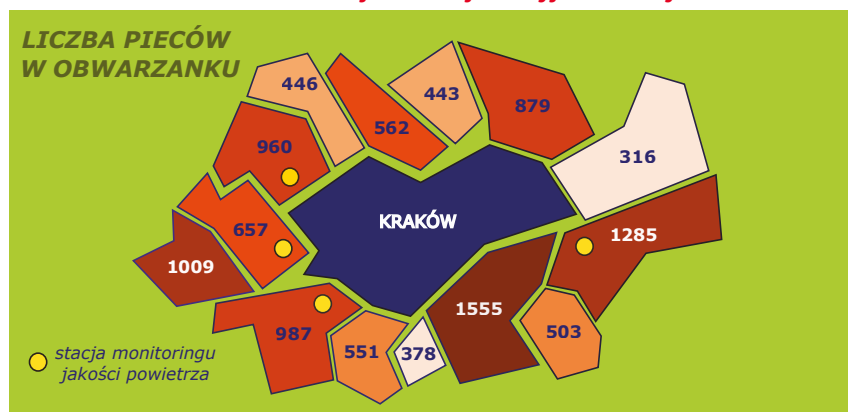 LICZBA PIECÓW
W OBWARZANKU
446
562
443
879
960
316
657
KRAKÓW
1285
1009
987
1555
503
551
378
stacja monitoringu
jakości powietrza